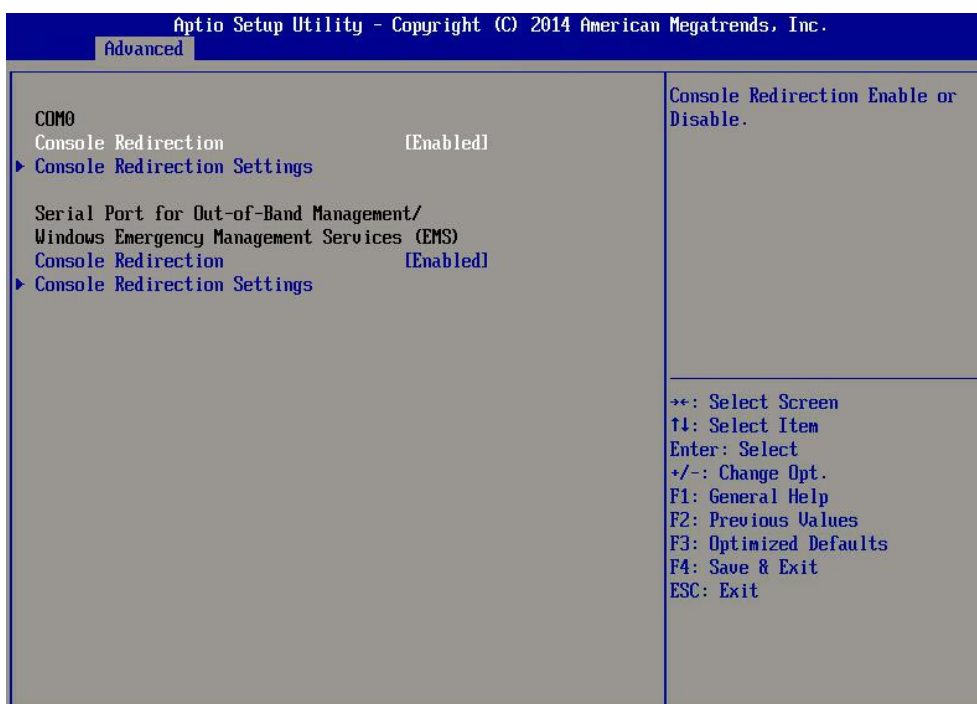 Aptio Setup Utility - Copyright (C) 2014 American Megatrends, Inc.
Advanced
COM0
Console Redirection [Enabled]
▶ Console Redirection Settings
Serial Port for Out-of-Band Management/
Windows Emergency Management Services (EMS)
Console Redirection [Enabled]
▶ Console Redirection Settings
Console Redirection Enable or
Disable.
→←: Select Screen
↑↓: Select Item
Enter: Select
+/-: Change Opt.
F1: General Help
F2: Previous Values
F3: Optimized Defaults
F4: Save & Exit
ESC: Exit